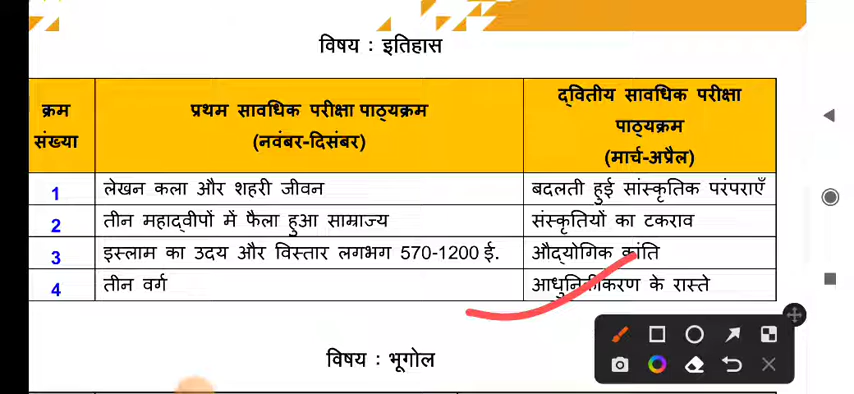 विषय : इतिहास
क्रम संख्या
प्रथम सावधिक परीक्षा पाठ्यक्रम
(नवंबर-दिसंबर)
द्वितीय सावधिक परीक्षा
पाठ्यक्रम
(मार्च-अप्रैल)
1 लेखन कला और शहरी जीवन बदलती हुई सांस्कृतिक परंपराएँ
2 तीन महाद्वीपों में फैला हुआ साम्राज्य संस्कृतियों का टकराव
3 इस्लाम का उदय और विस्तार लगभग 570-1200 ई. औद्योगिक क्रांति
4 तीन वर्ग आधुनिकीकरण के रास्ते
विषय : भूगोल